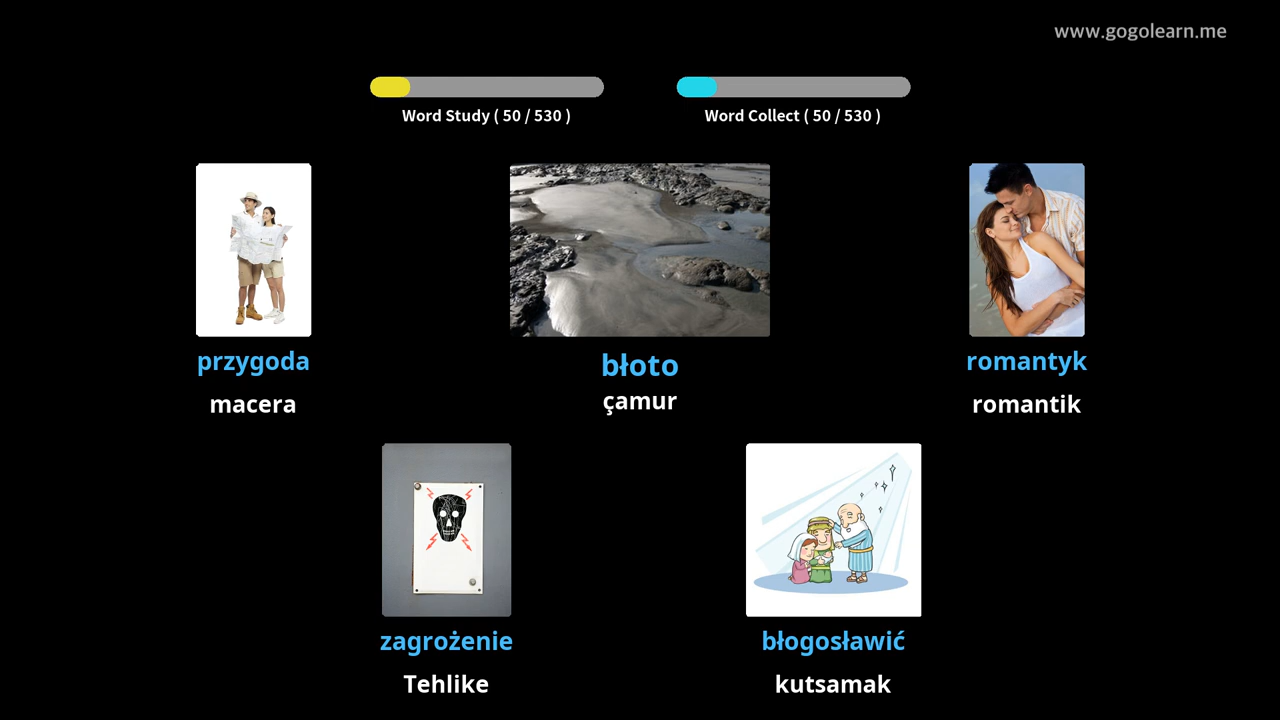 www.gogolearn.me
Word Study ( 50 / 530 )
Word Collect ( 50 / 530 )
przygoda
macera
błoto
çamur
romantyk
romantik
zagrożenie
Tehlike
błogosławić
kutsamak